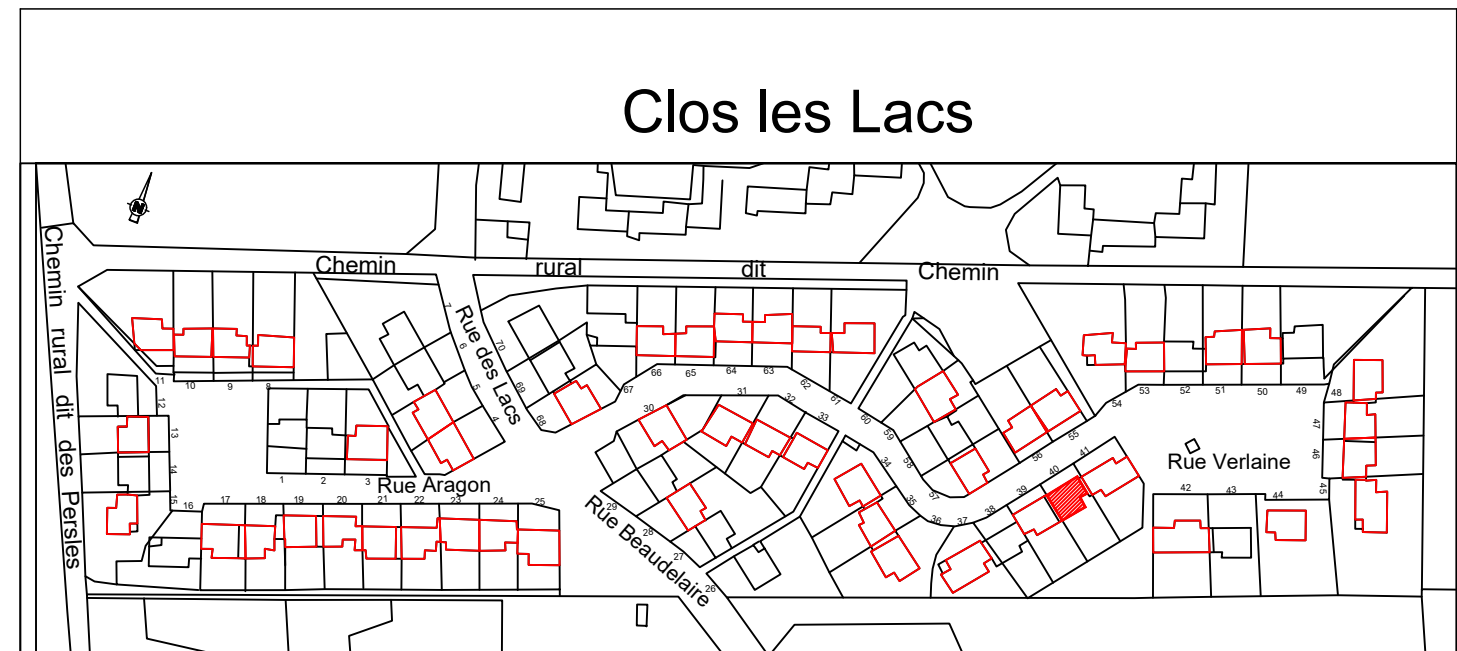 Clos les Lacs
N
Chemin rural dit Chemin
Chemin rural dit des Persles
Rue des Lacs
Rue Aragon
Rue Beaudelaire
Rue Verlaine
1 2 3
4 5 6 7
8 9 10 11
12 13 14 15
16 17 18 19 20 21 22 23 24 25
26 27 28 29
30 31 32 33
34 35 36 37 38 39 40 41
42 43 44
45 46 47 48
49 50 51 52 53 54
55 56 57 58 59 60
61 62 63 64 65 66 67
68 69 70